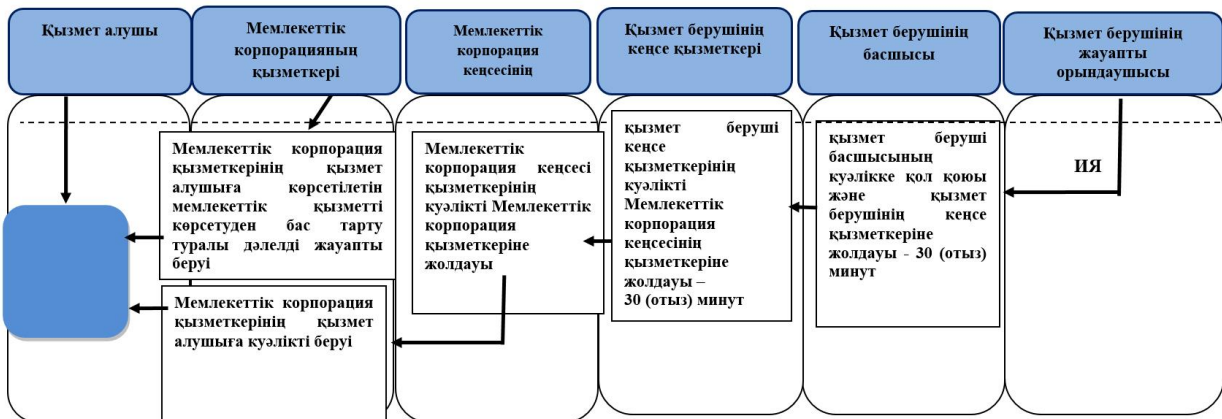 Қызмет алушы
Мемлекеттік
корпорацияның
қызметкері
Мемлекеттік
корпорация
кеңсесінің
Қызмет берушінің
кеңсе қызметкері
Қызмет берушінің
басшысы
Қызмет берушінің
жауапты
орындаушысы
Мемлекеттік корпорация
қызметкерінің қызмет
алушыға көрсетілетін
мемлекеттік қызметті
көрсетуден бас тарту
туралы дәлелді жауапты
беруі
Мемлекеттік корпорация
қызметкерінің қызмет
алушыға куәлікті беруі
Мемлекеттік
корпорация кеңсесі
қызметкерінің
куәлікті Мемлекеттік
корпорация
қызметкеріне
жолдауы
қызмет беруші
кеңсе
қызметкерінің
куәлікті
Мемлекеттік
корпорация
кеңсесінің
қызметкеріне
жолдауы –
30 (отыз) минут
қызмет беруші
басшысының
куәлікке қол қоюы
және қызмет
берушінің кеңсе
қызметкеріне
жолдауы - 30 (отыз)
минут
ИЯ